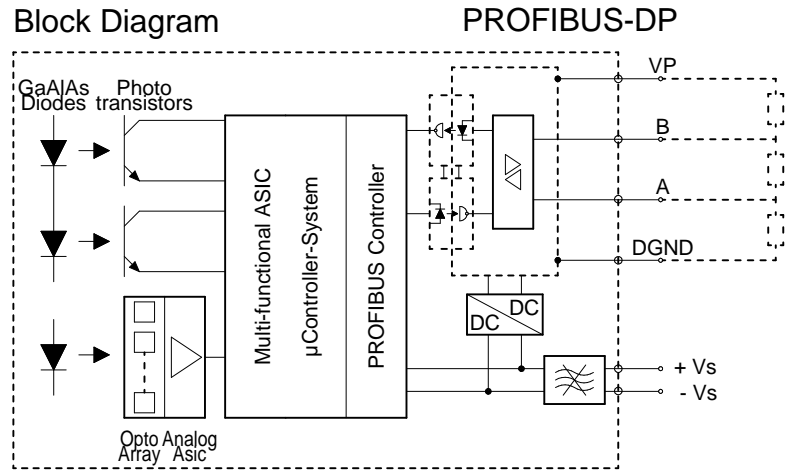 Block Diagram
PROFIBUS-DP
GaAlAs
Diodes
Photo
transistors
Multi-functional ASIC
µController-System
PROFIBUS Controller
VP
B
A
DGND
DC
DC
+ Vs
- Vs
Opto
Array
Analog
Asic